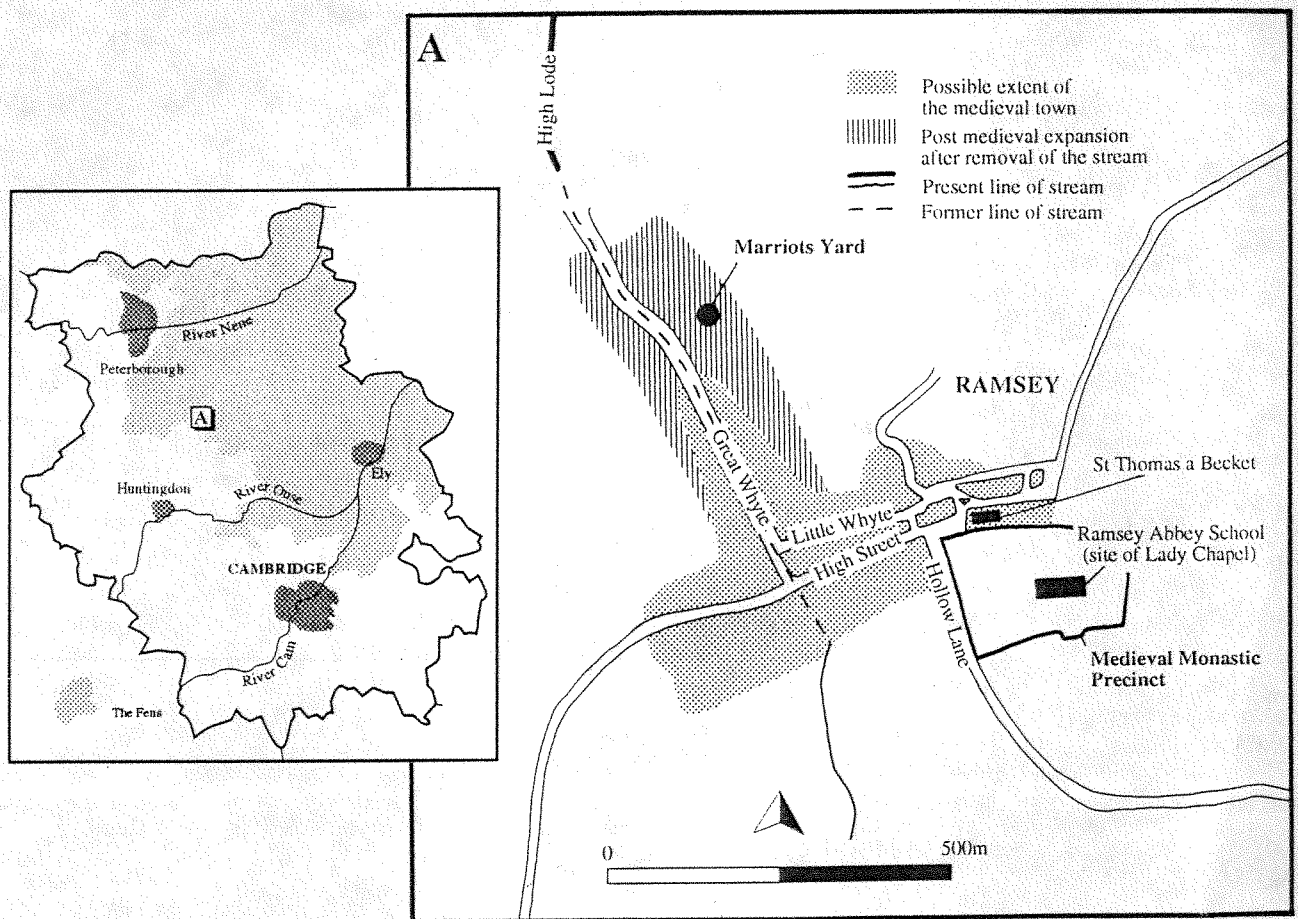 A
High Lode
Possible extent of
the medieval town
Post medieval expansion
after removal of the stream
Present line of stream
Former line of stream
Marriots Yard
RAMSEY
St Thomas a Becket
Great Whyte
Little Whyte
High Street
Hollow Lane
Ramsey Abbey School
(site of Lady Chapel)
Medieval Monastic
Precinct
0
500m
River Nene
Peterborough
A
Huntingdon
River Ouse
Ely
CAMBRIDGE
River Cam
The Fens